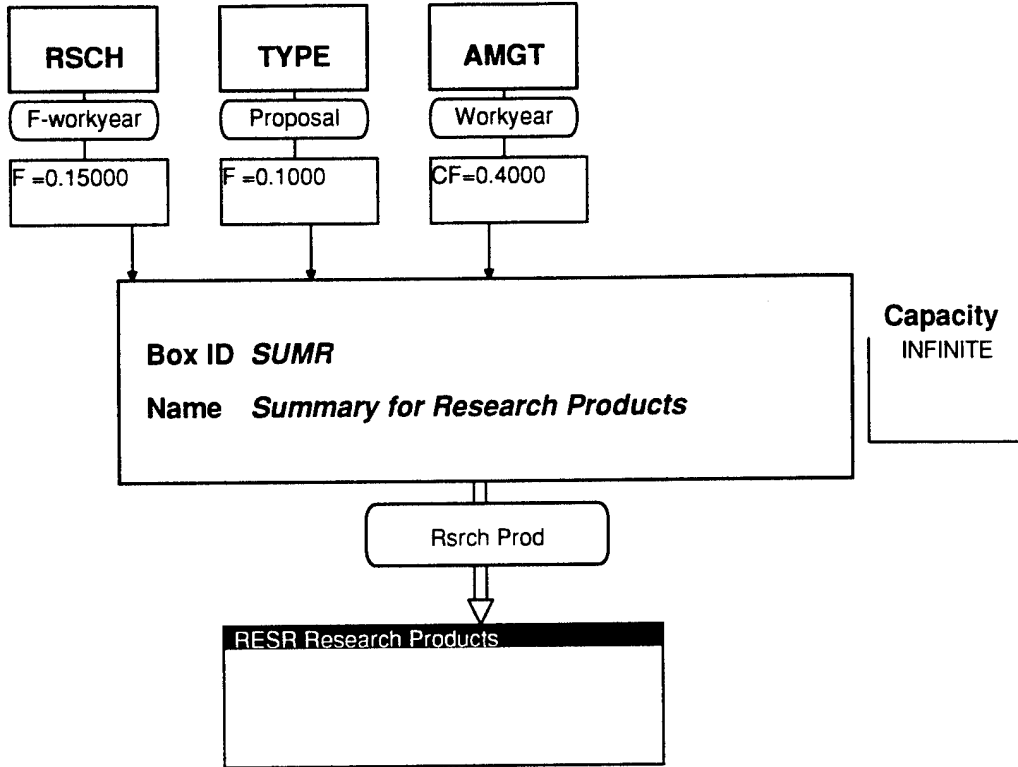 RSCH TYPE AMGT
F-workyear Proposal Workyear
F =0.15000 F =0.1000 CF=0.4000
Box ID SUMR
Name Summary for Research Products
Capacity
INFINITE
Rsrch Prod
RESR Research Products